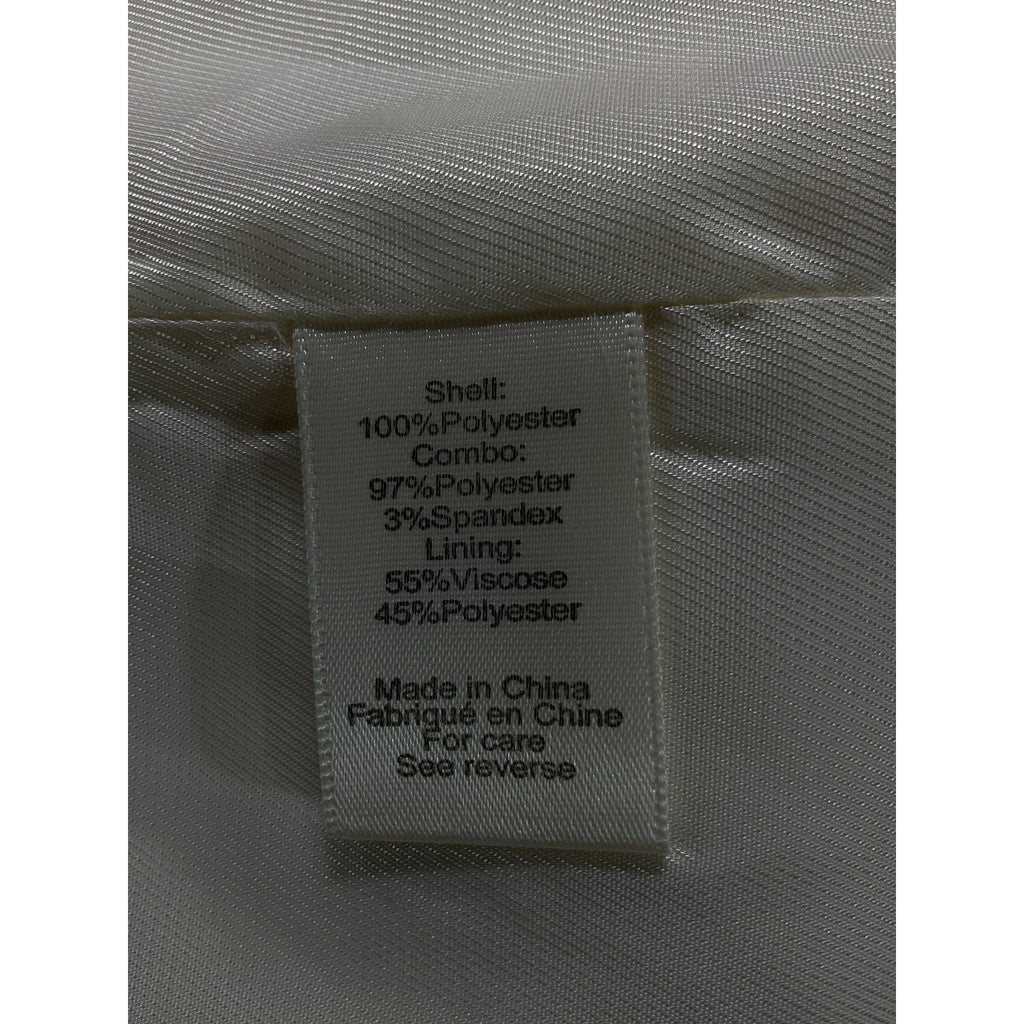 Shell:
100%Polyester
Combo:
97%Polyester
3%Spandex
Lining:
55%Viscose
45%Polyester
Made in China
Fabriqué en Chine
For care
See reverse